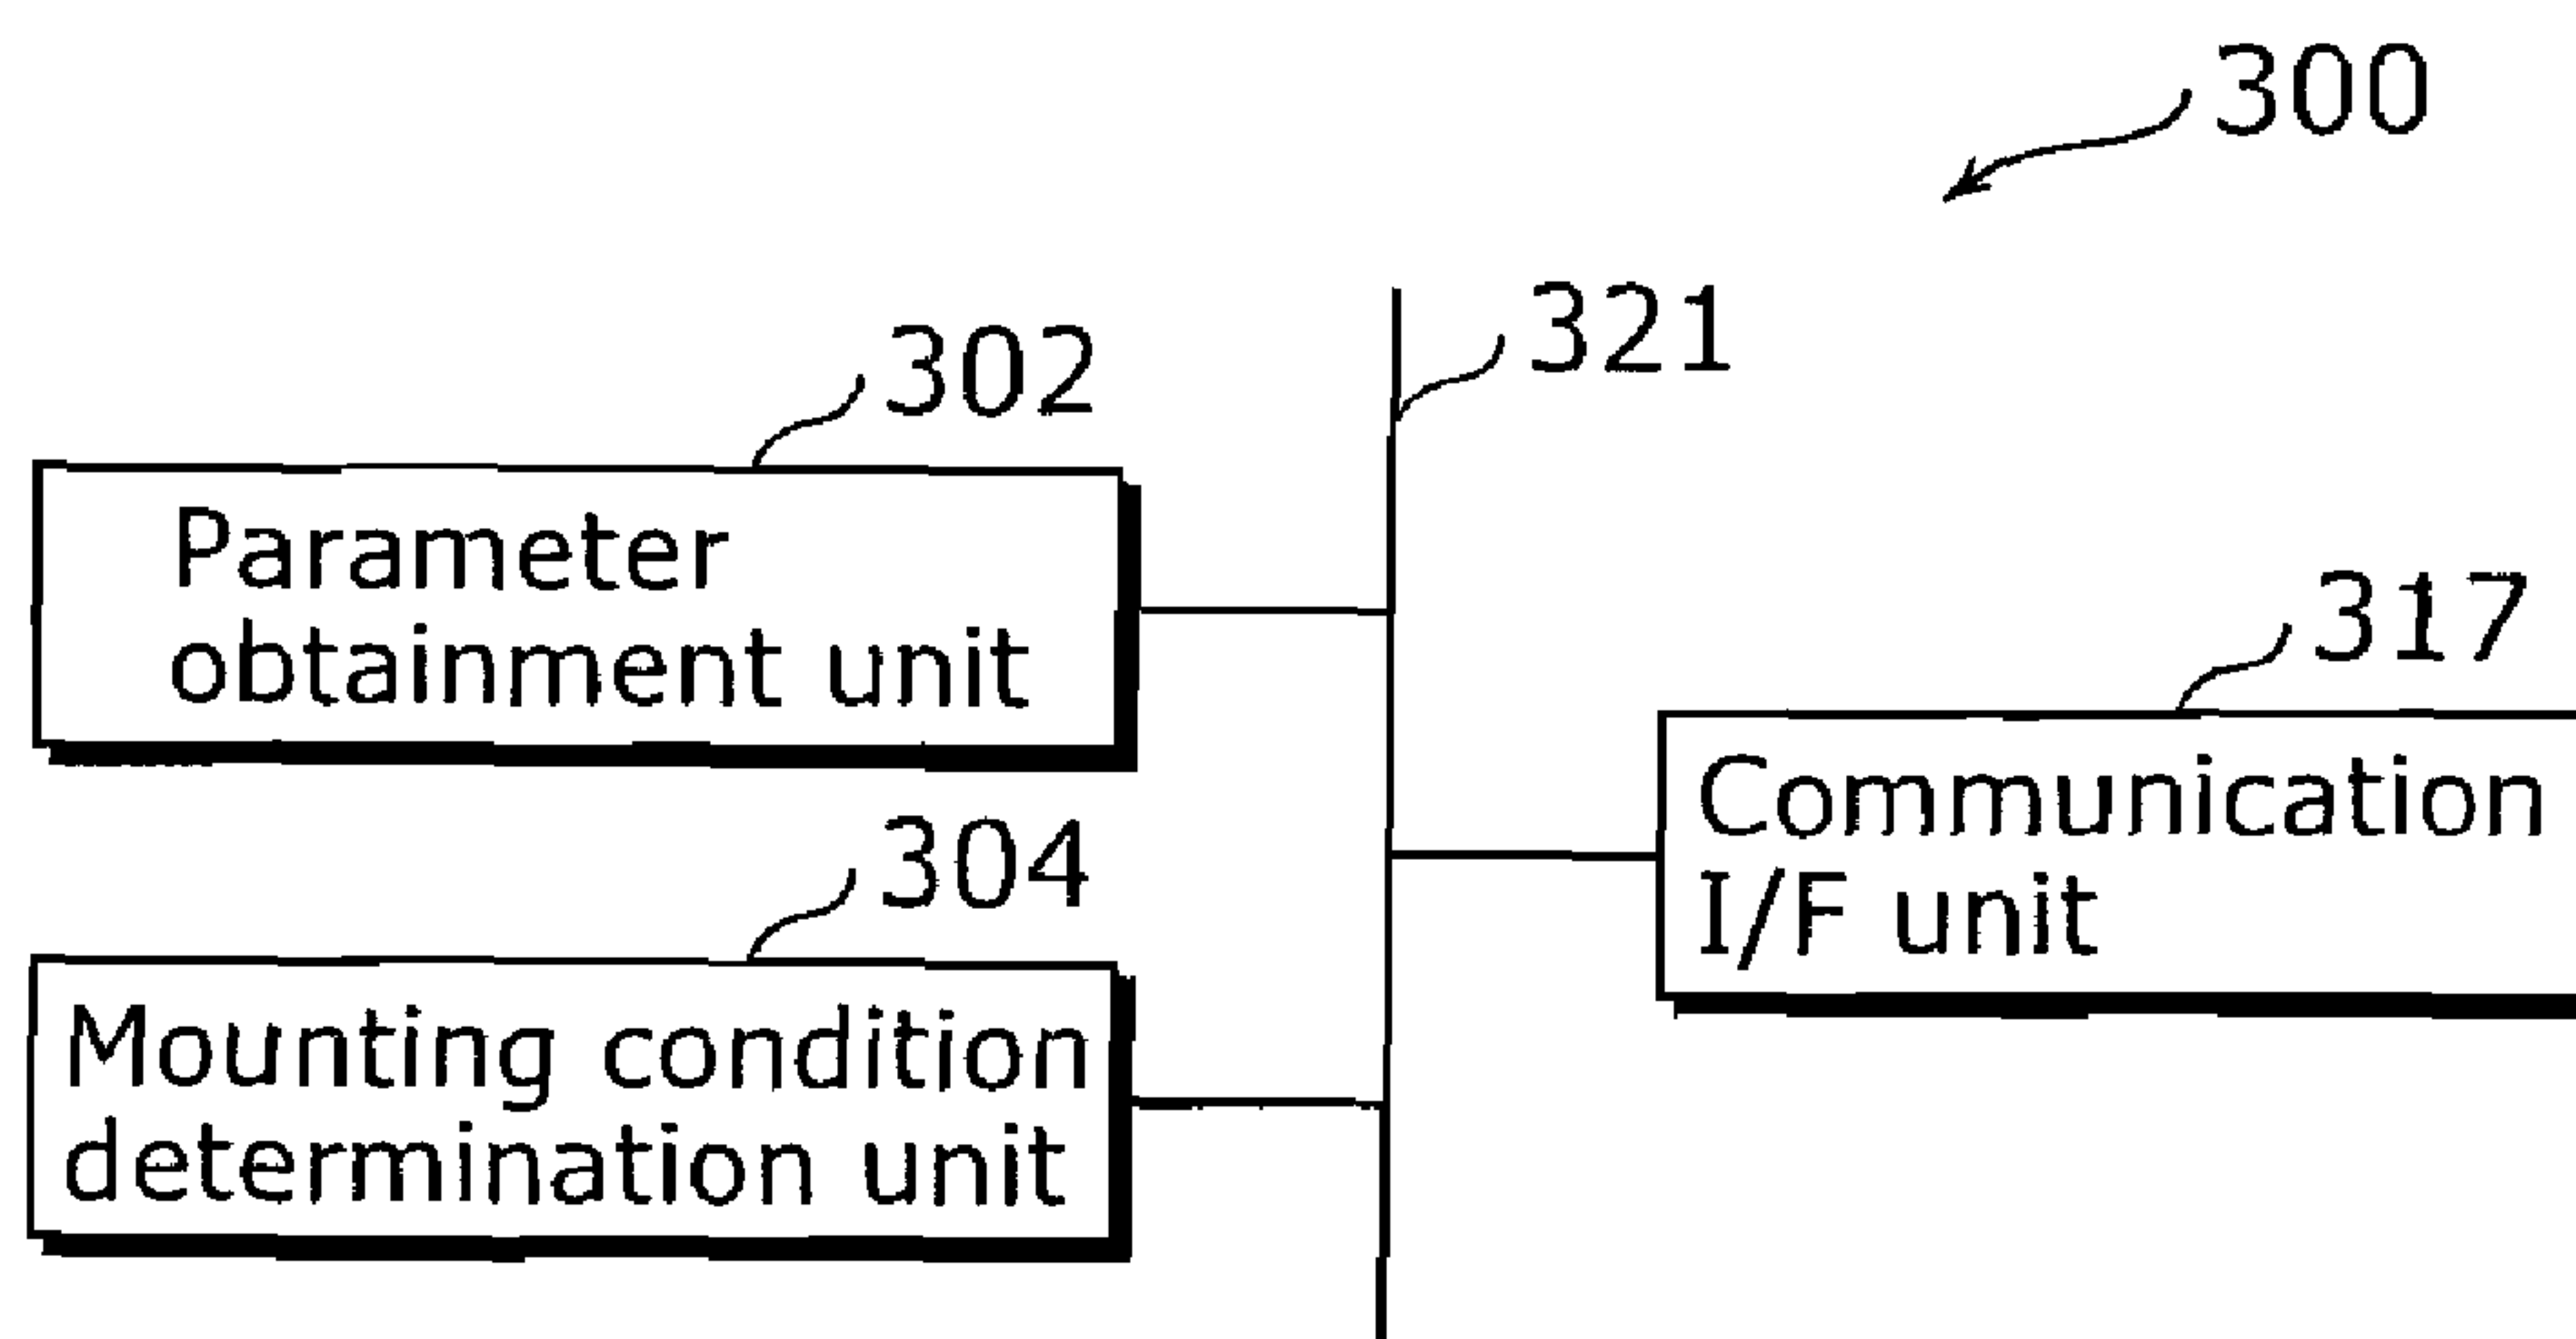 300
321
302
Parameter
obtainment unit
317
Communication
I/F unit
304
Mounting condition
determination unit